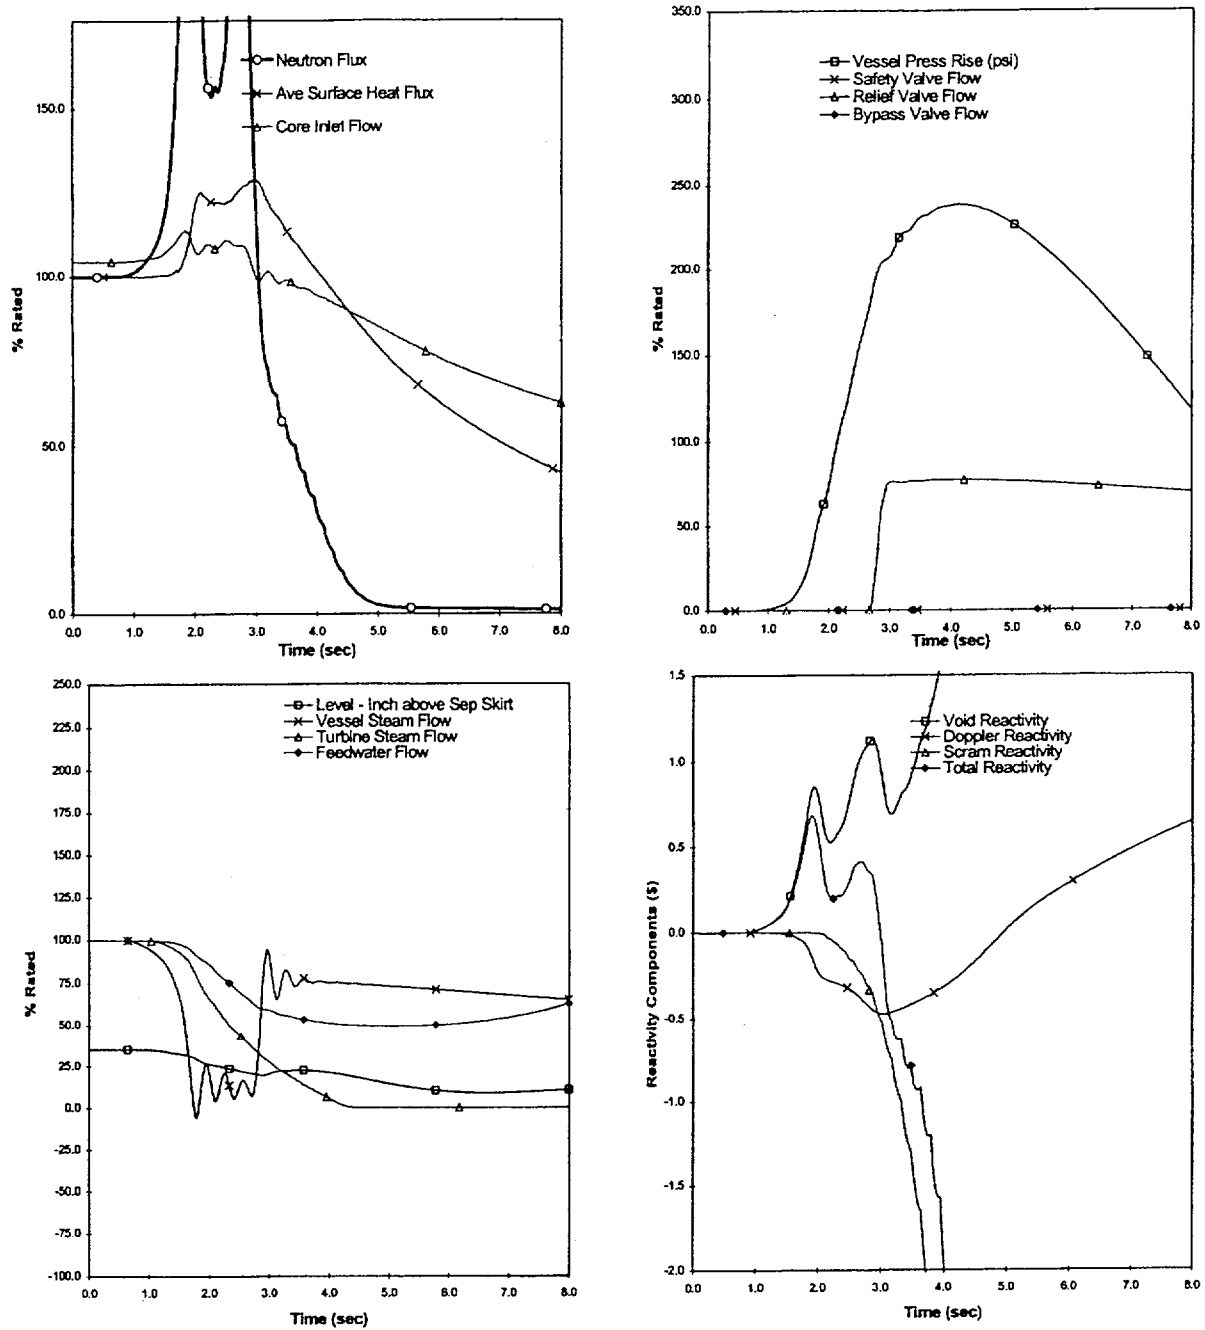 Neutron Flux
Ave Surface Heat Flux
Core Inlet Flow
150.0
100.0
50.0
0.0
% Rated
0.0 1.0 2.0 3.0 4.0 5.0 6.0 7.0 8.0
Time (sec)
350.0
300.0
250.0
200.0
150.0
100.0
50.0
0.0
% Rated
Vessel Press Rise (psi)
Safety Valve Flow
Relief Valve Flow
Bypass Valve Flow
0.0 1.0 2.0 3.0 4.0 5.0 6.0 7.0 8.0
Time (sec)
250.0
225.0
200.0
175.0
150.0
125.0
100.0
75.0
50.0
25.0
0.0
-25.0
-50.0
-75.0
-100.0
% Rated
Level - Inch above Sep Skirt
Vessel Steam Flow
Turbine Steam Flow
Feedwater Flow
0.0 1.0 2.0 3.0 4.0 5.0 6.0 7.0 8.0
Time (sec)
1.5
1.0
0.5
0.0
-0.5
-1.0
-1.5
-2.0
Reactivity Components ($)
Void Reactivity
Doppler Reactivity
Scram Reactivity
Total Reactivity
0.0 1.0 2.0 3.0 4.0 5.0 6.0 7.0 8.0
Time (sec)